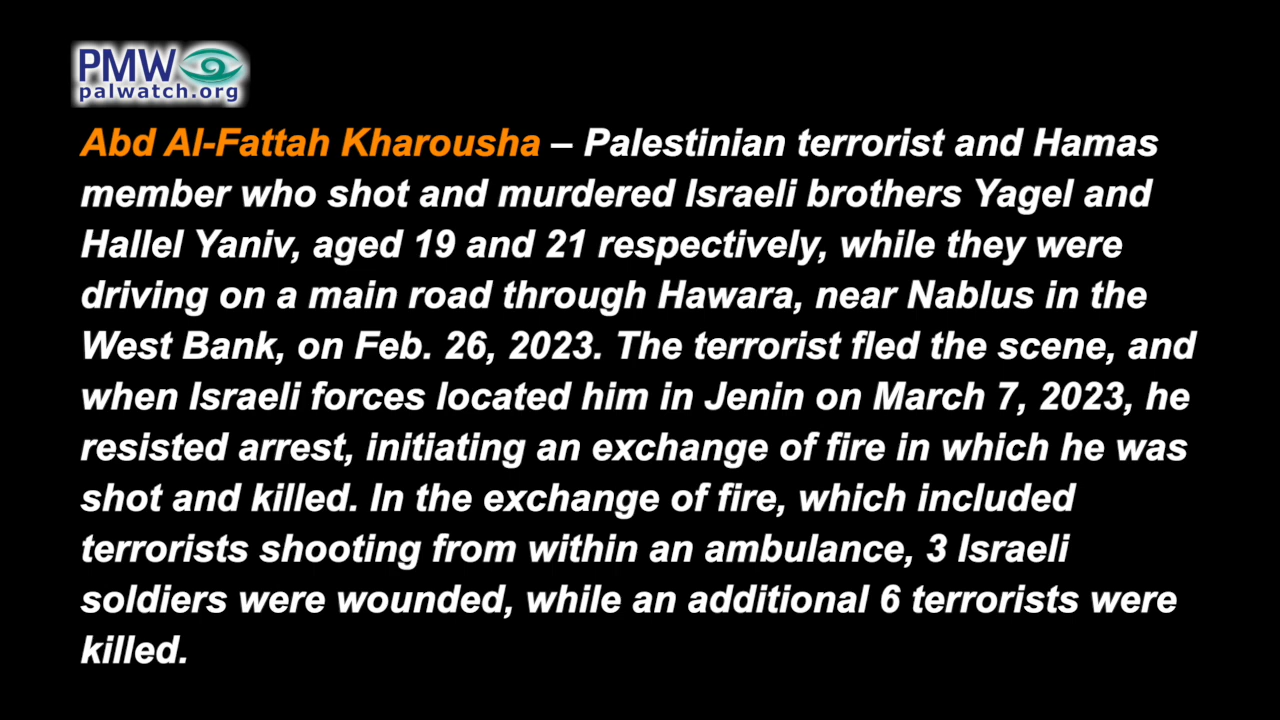 PMW
palwatch.org
Abd Al-Fattah Kharousha – Palestinian terrorist and Hamas
member who shot and murdered Israeli brothers Yagel and
Hallel Yaniv, aged 19 and 21 respectively, while they were
driving on a main road through Hawara, near Nablus in the
West Bank, on Feb. 26, 2023. The terrorist fled the scene, and
when Israeli forces located him in Jenin on March 7, 2023, he
resisted arrest, initiating an exchange of fire in which he was
shot and killed. In the exchange of fire, which included
terrorists shooting from within an ambulance, 3 Israeli
soldiers were wounded, while an additional 6 terrorists were
killed.